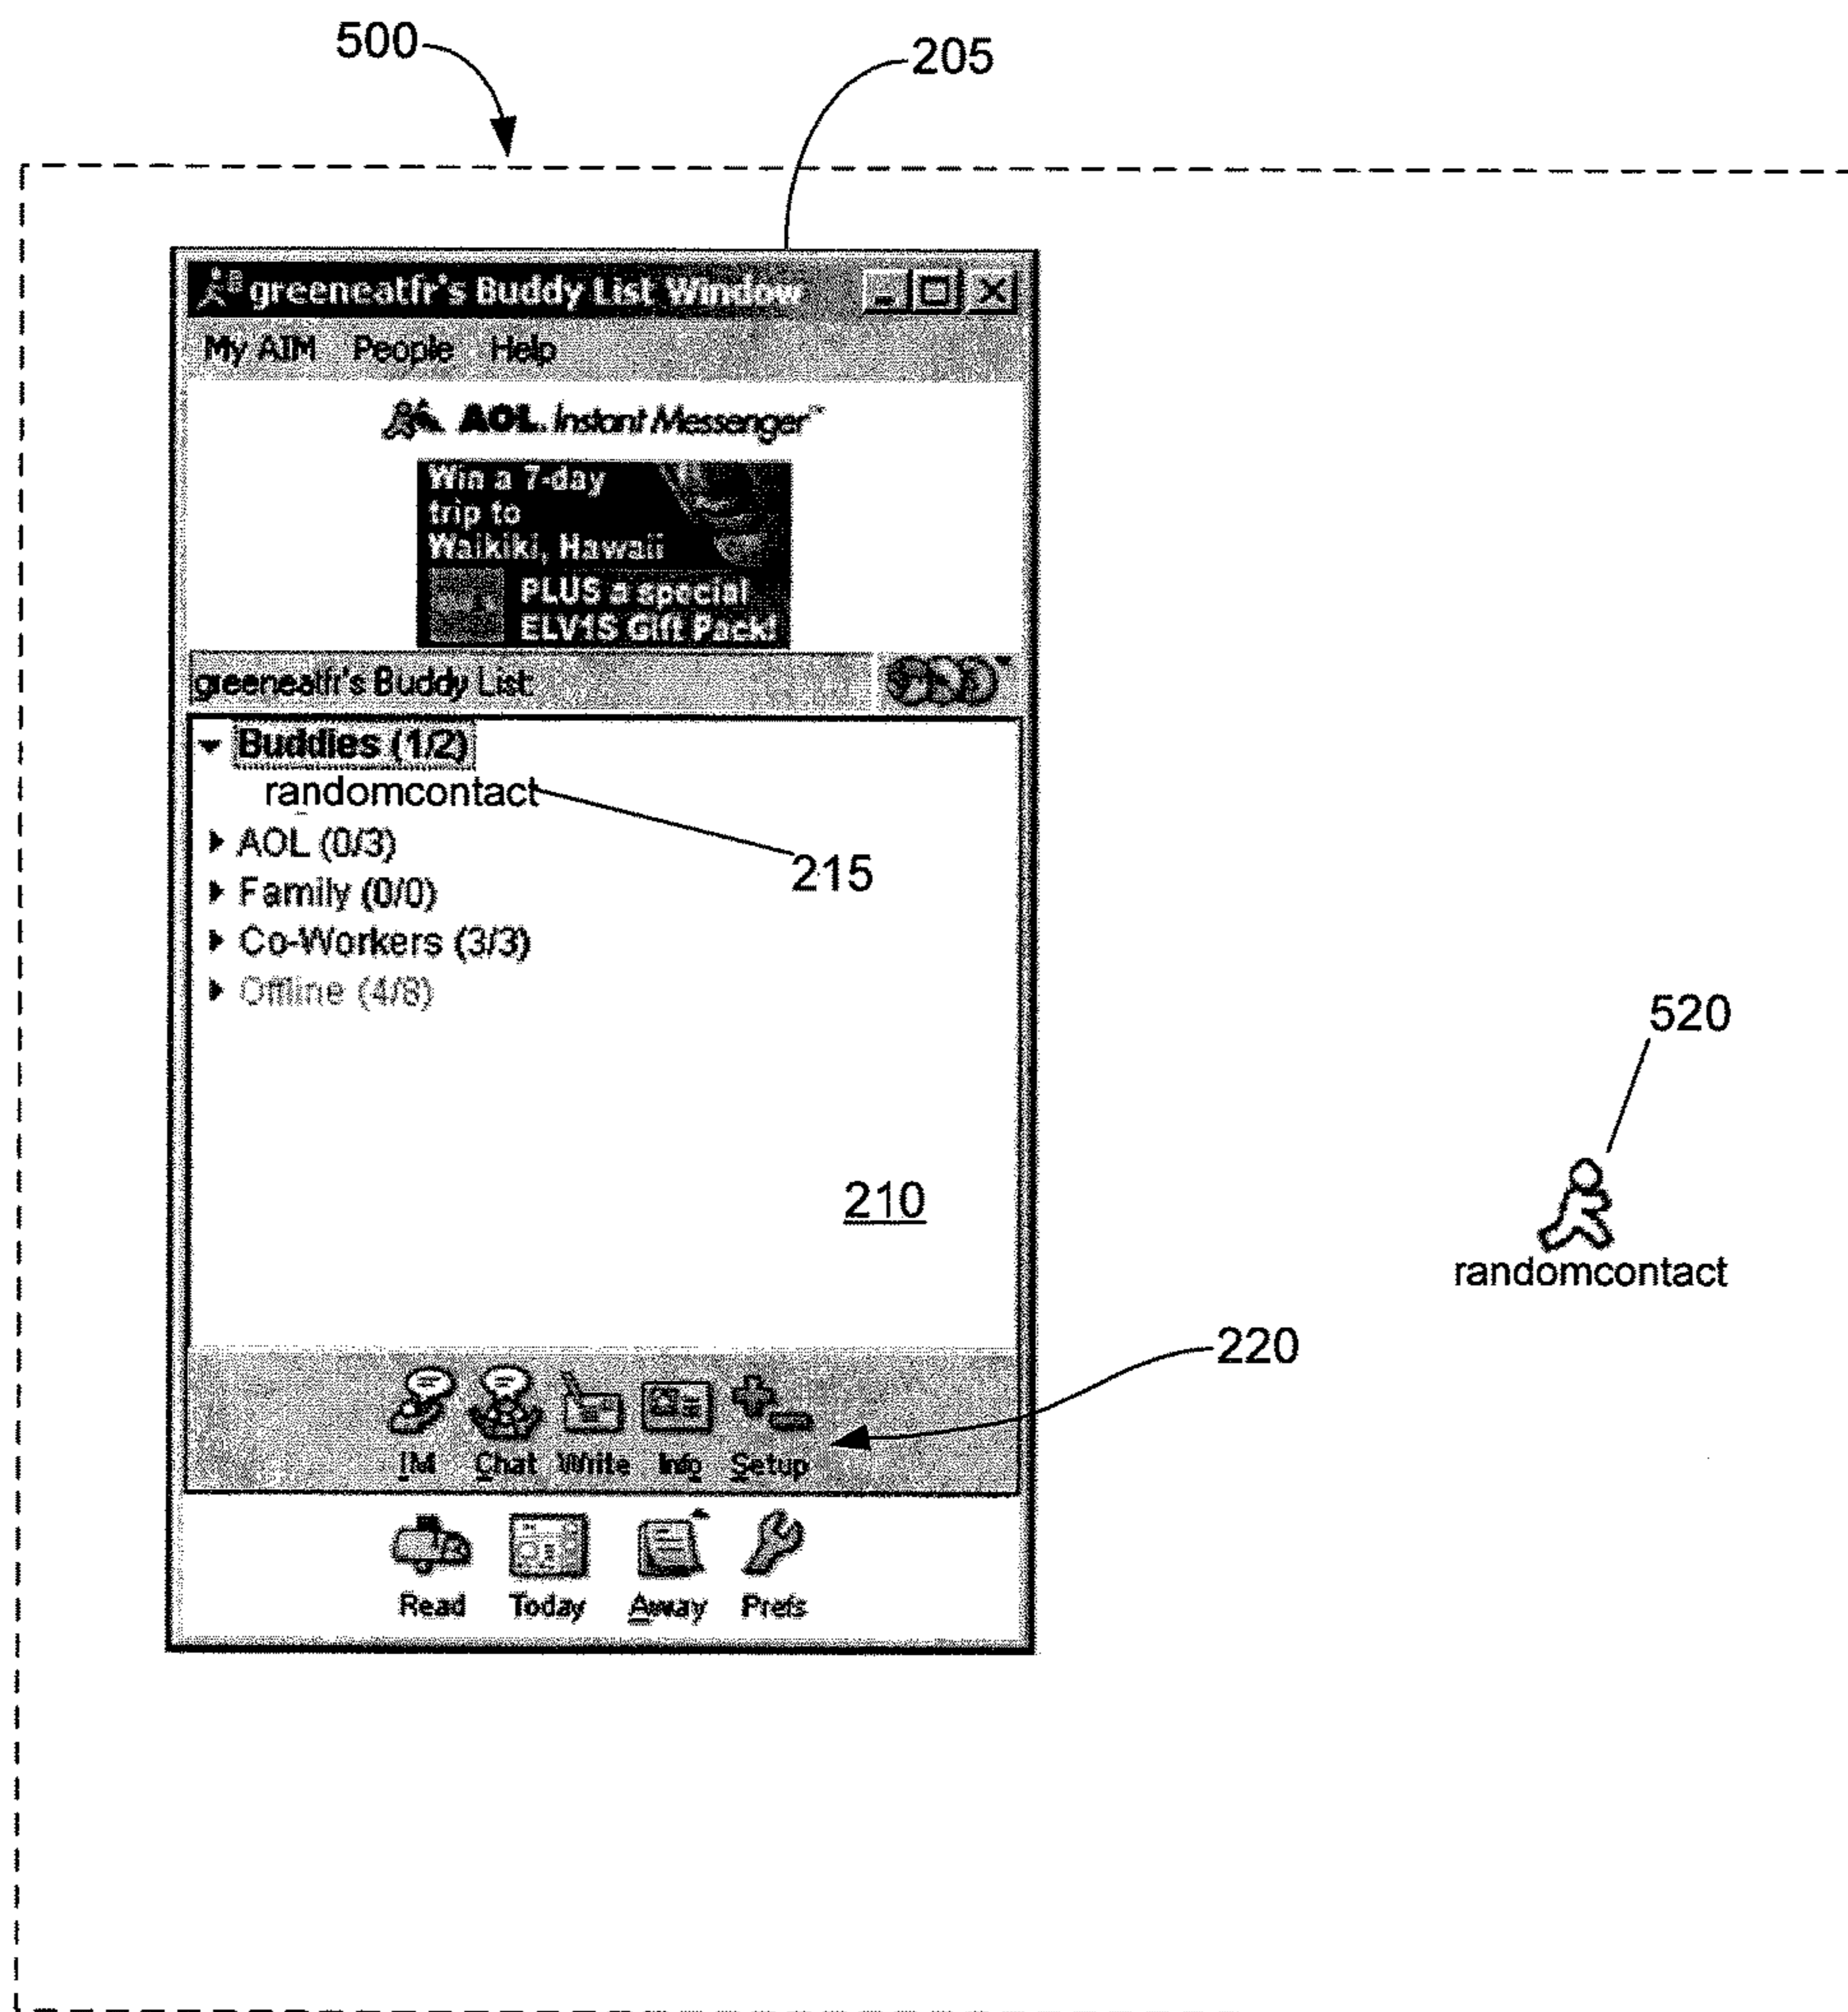 500
205
greeneatfr's Buddy List Window
My AIM People Help
AOL Instant Messenger™
Win a 7-day
trip to
Waikiki, Hawaii
PLUS a special
ELV1S Gift Pack!
greeneatfr's Buddy List
Buddies (1/2)
randomcontact
AOL (0/3)
215
Family (0/0)
Co-Workers (3/3)
Offline (4/8)
520
210
randomcontact
220
IM Chat Write Info Setup
Read Today Away Prefs